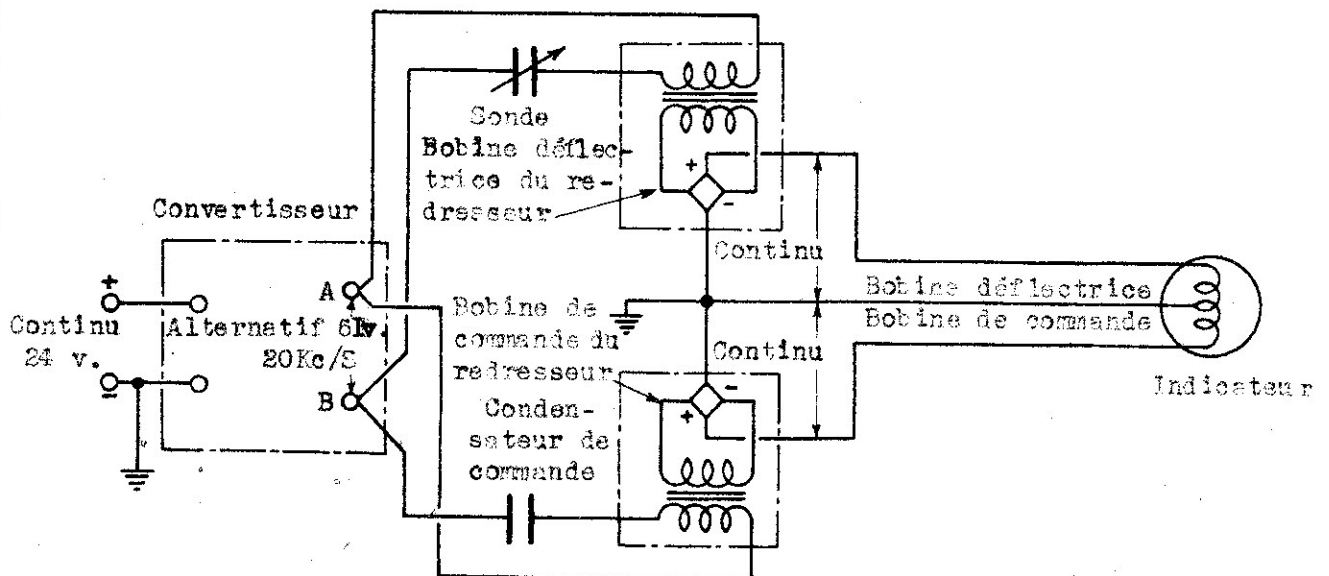 Sonde
Bobine déflec-
trice du re-
dresseur
+
-
Convertisseur
+
Continu
24 v.
-
Alternatif 61v.
20Kc/S
A
B
Continu
Bobine déflectrice
Bobine de commande
Continu
Indicateur
Bobine de
commande du
redresseur
-
+
Conden-
sateur de
commande